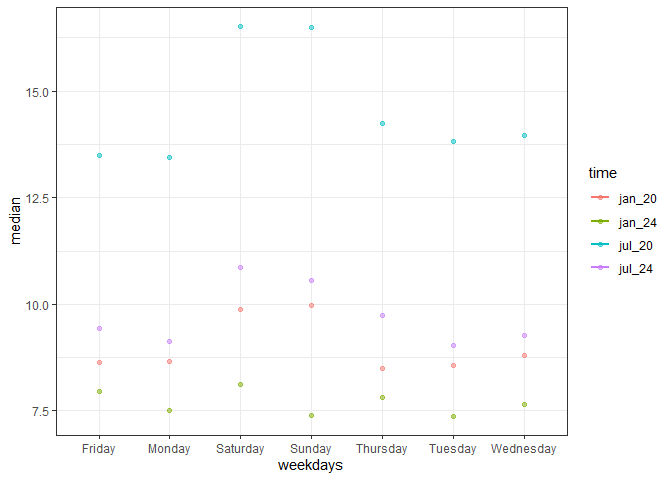 15.0
12.5
10.0
7.5
median
Friday Monday Saturday Sunday Thursday Tuesday Wednesday
weekdays
time
jan_20
jan_24
jul_20
jul_24